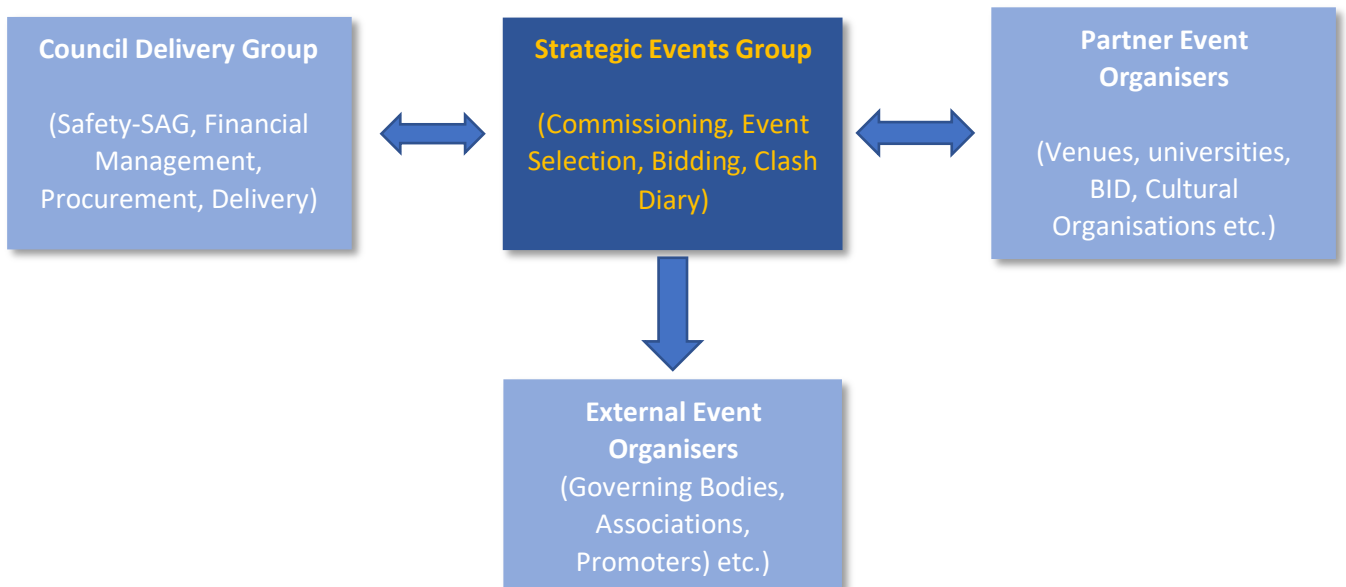 Council Delivery Group
(Safety-SAG, Financial
Management,
Procurement, Delivery)
Strategic Events Group
(Commissioning, Event
Selection, Bidding, Clash
Diary)
Partner Event
Organisers
(Venues, universities,
BID, Cultural
Organisations etc.)
External Event
Organisers
(Governing Bodies,
Associations,
Promoters) etc.)